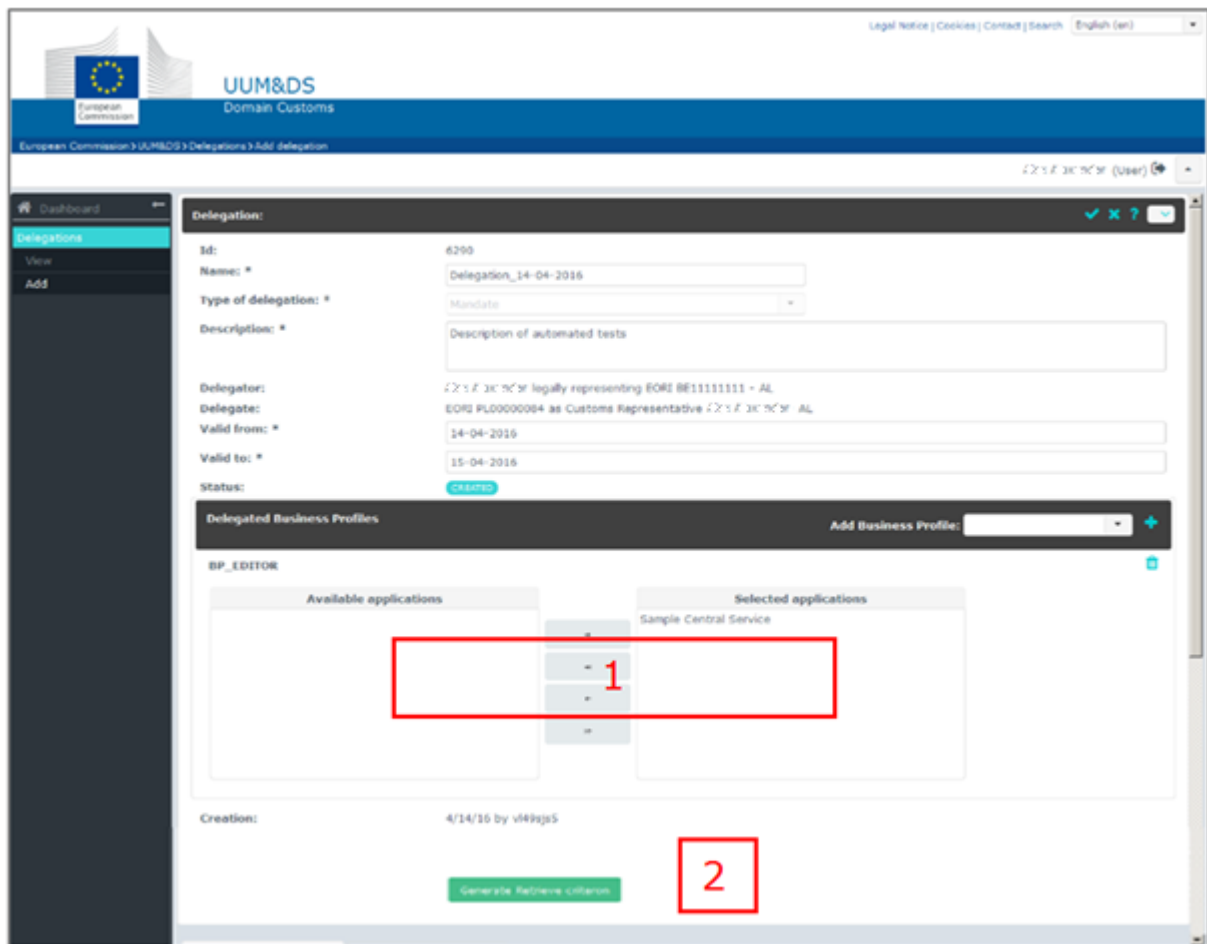 Legal Notice | Cookies | Contact | Search English (en)
European
Commission
UUM&DS
Domain Customs
European Commission > UUM&DS > Delegations > Add delegation
(User)
Dashboard
Delegations
View
Add
Delegation:
Id: 6290
Name: * Delegation_14-04-2016
Type of delegation: * Mandate
Description: * Description of automated tests
Delegator: legally representing EORI BE11111111 - AL
Delegate: EORI PL00000084 as Customs Representative AL
Valid from: * 14-04-2016
Valid to: * 15-04-2016
Status: CREATED
Delegated Business Profiles Add Business Profile:
BP_EDITOR
Available applications Selected applications
Sample Central Service
1
Creation: 4/14/16 by
2
Generate Retrieve criteron